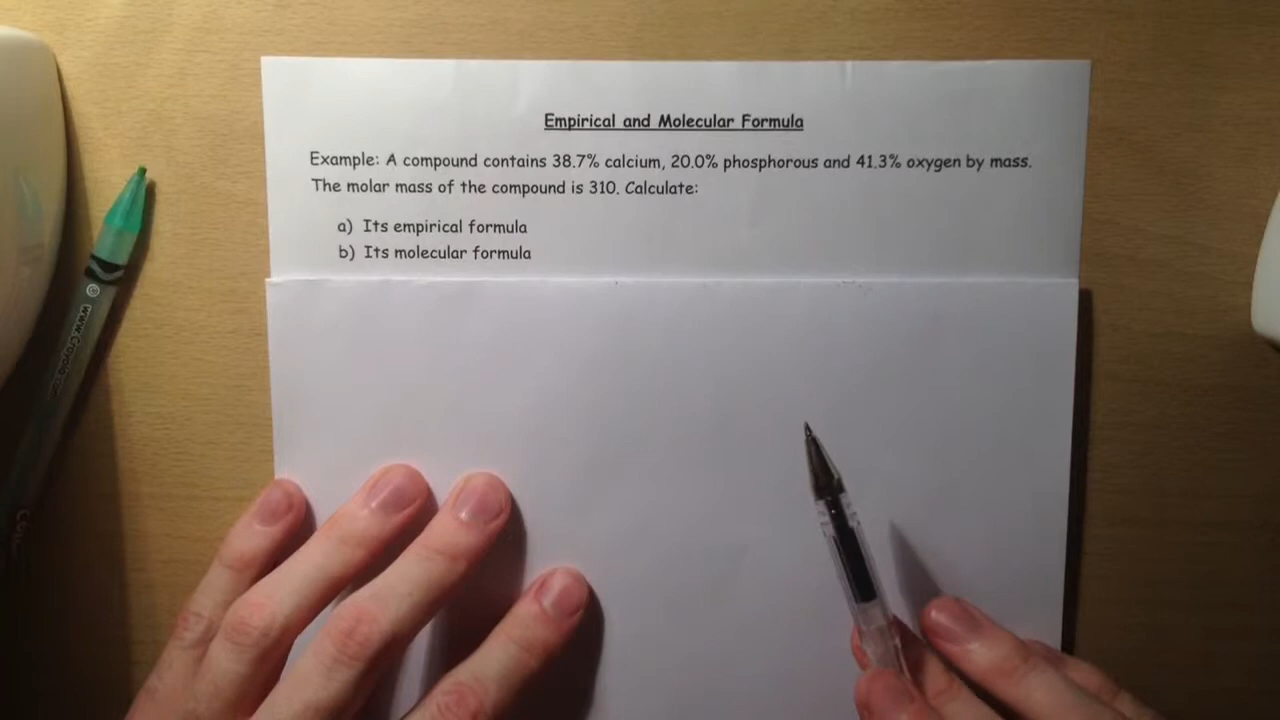 Empirical and Molecular Formula
Example: A compound contains 38.7% calcium, 20.0% phosphorous and 41.3% oxygen by mass.
The molar mass of the compound is 310. Calculate:
a) Its empirical formula
b) Its molecular formula